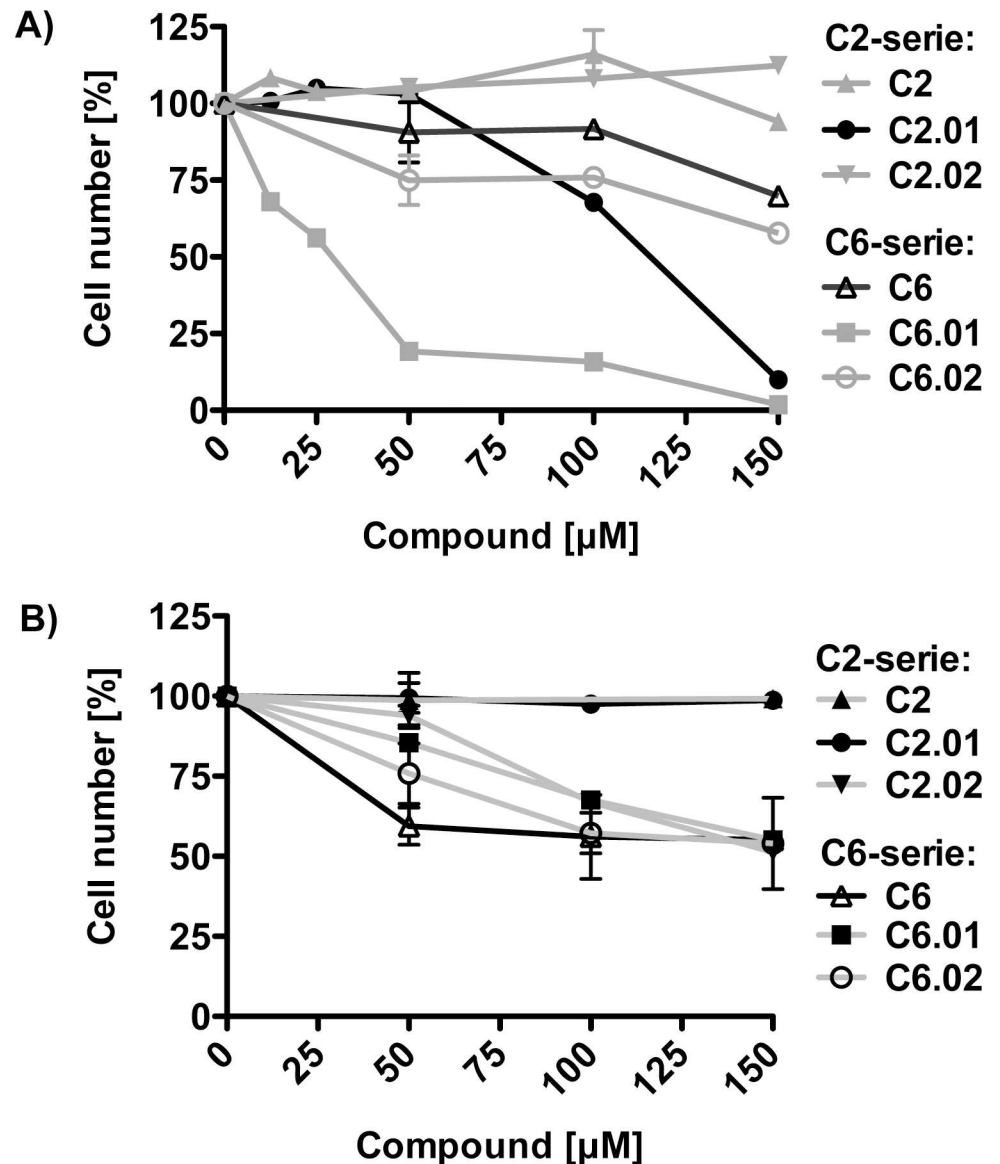 A)
Cell number [%]
125
100
75
50
25
0
0 25 50 75 100 125 150
Compound [µM]
C2-serie:
C2
C2.01
C2.02
C6-serie:
C6
C6.01
C6.02
B)
Cell number [%]
125
100
75
50
25
0
0 25 50 75 100 125 150
Compound [µM]
C2-serie:
C2
C2.01
C2.02
C6-serie:
C6
C6.01
C6.02